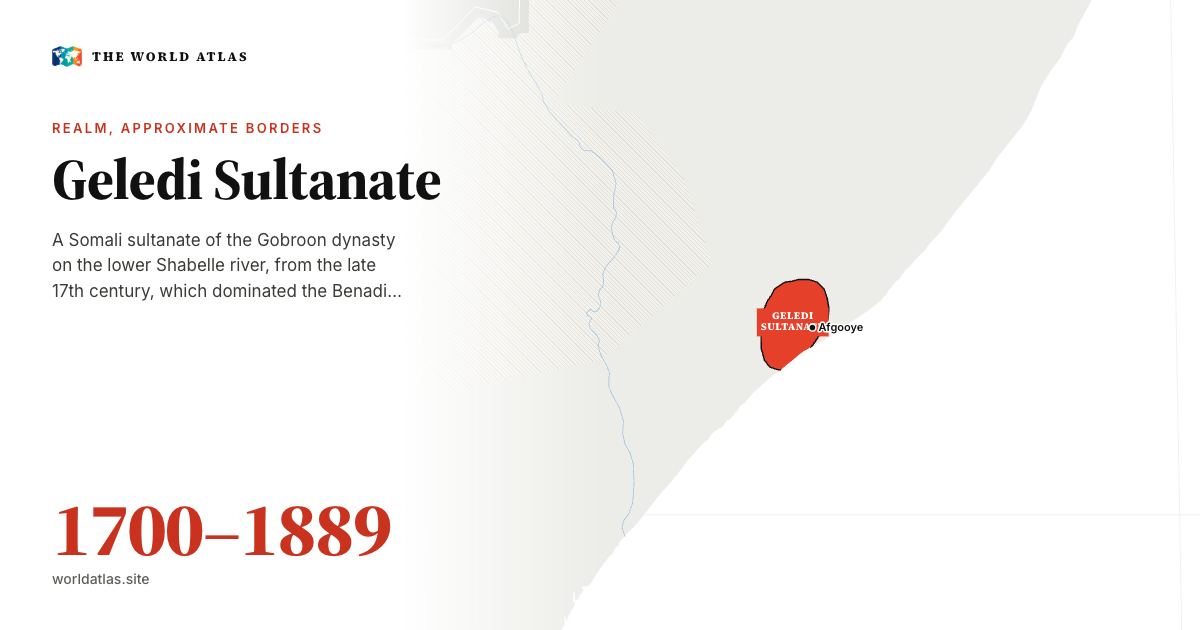 THE WORLD ATLAS
REALM, APPROXIMATE BORDERS
Geledi Sultanate
A Somali sultanate of the Gobroon dynasty
on the lower Shabelle river, from the late
17th century, which dominated the Benadi...
GELEDI
Afgooye
1700–1889
worldatlas.site